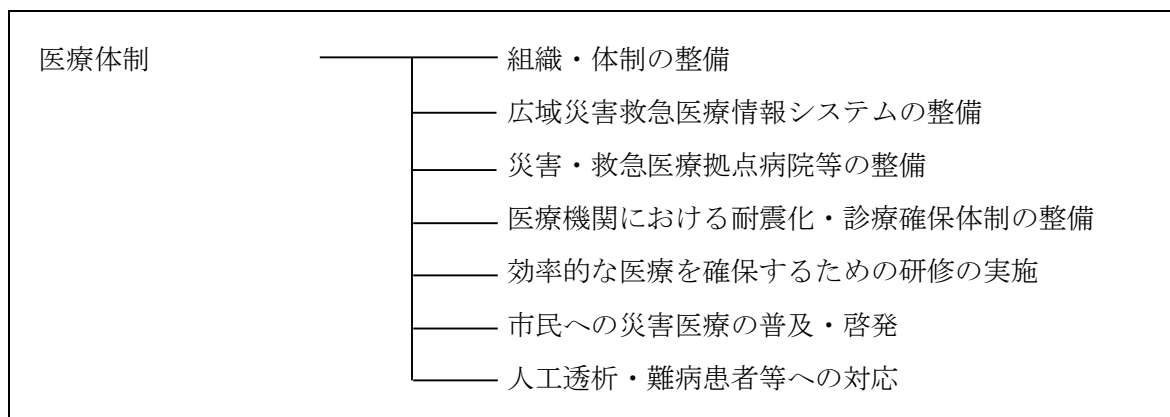 医療体制
組織・体制の整備
広域災害救急医療情報システムの整備
災害・救急医療拠点病院等の整備
医療機関における耐震化・診療確保体制の整備
効率的な医療を確保するための研修の実施
市民への災害医療の普及・啓発
人工透析・難病患者等への対応